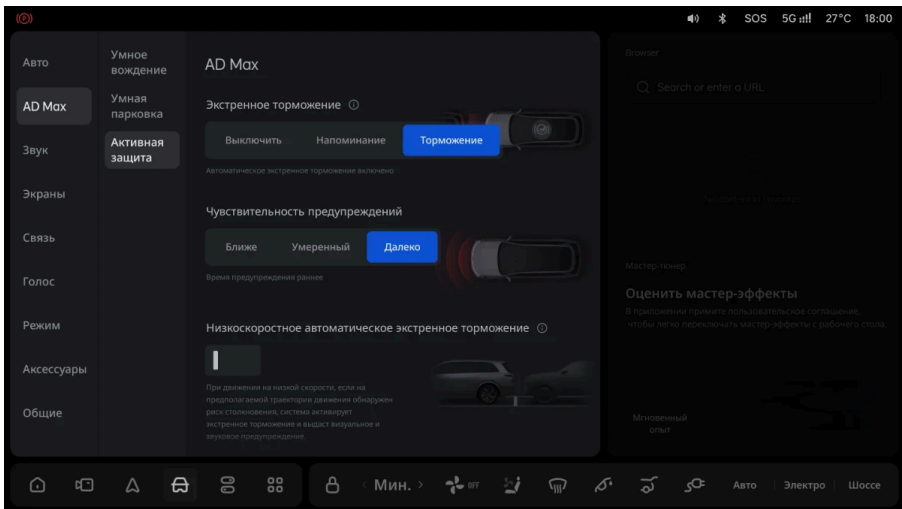 (P)
SOS
5G
27°C
18:00
Авто
AD Max
Звук
Экраны
Связь
Голос
Режим
Аксессуары
Общие
Умное
вождение
Умная
парковка
Активная
защита
AD Max
Экстренное торможение
Выключить
Напоминание
Торможение
Автоматическое экстренное торможение включено
Чувствительность предупреждений
Ближе
Умеренный
Далеко
Время предупреждения раннее
Низкоскоростное автоматическое экстренное торможение
При движении на низкой скорости, если на
предполагаемой траектории движения обнаружен
риск столкновения, система активирует
экстренное торможение и выдаст визуальное и
звуковое предупреждение.
Browser
Search or enter a URL
Мастер-тюнер
Оценить мастер-эффекты
В приложении примите пользовательское соглашение,
чтобы легко переключать мастер-эффекты с рабочего стола.
Мгновенный
опыт
Мин.
OFF
Авто
Электро
Шоссе